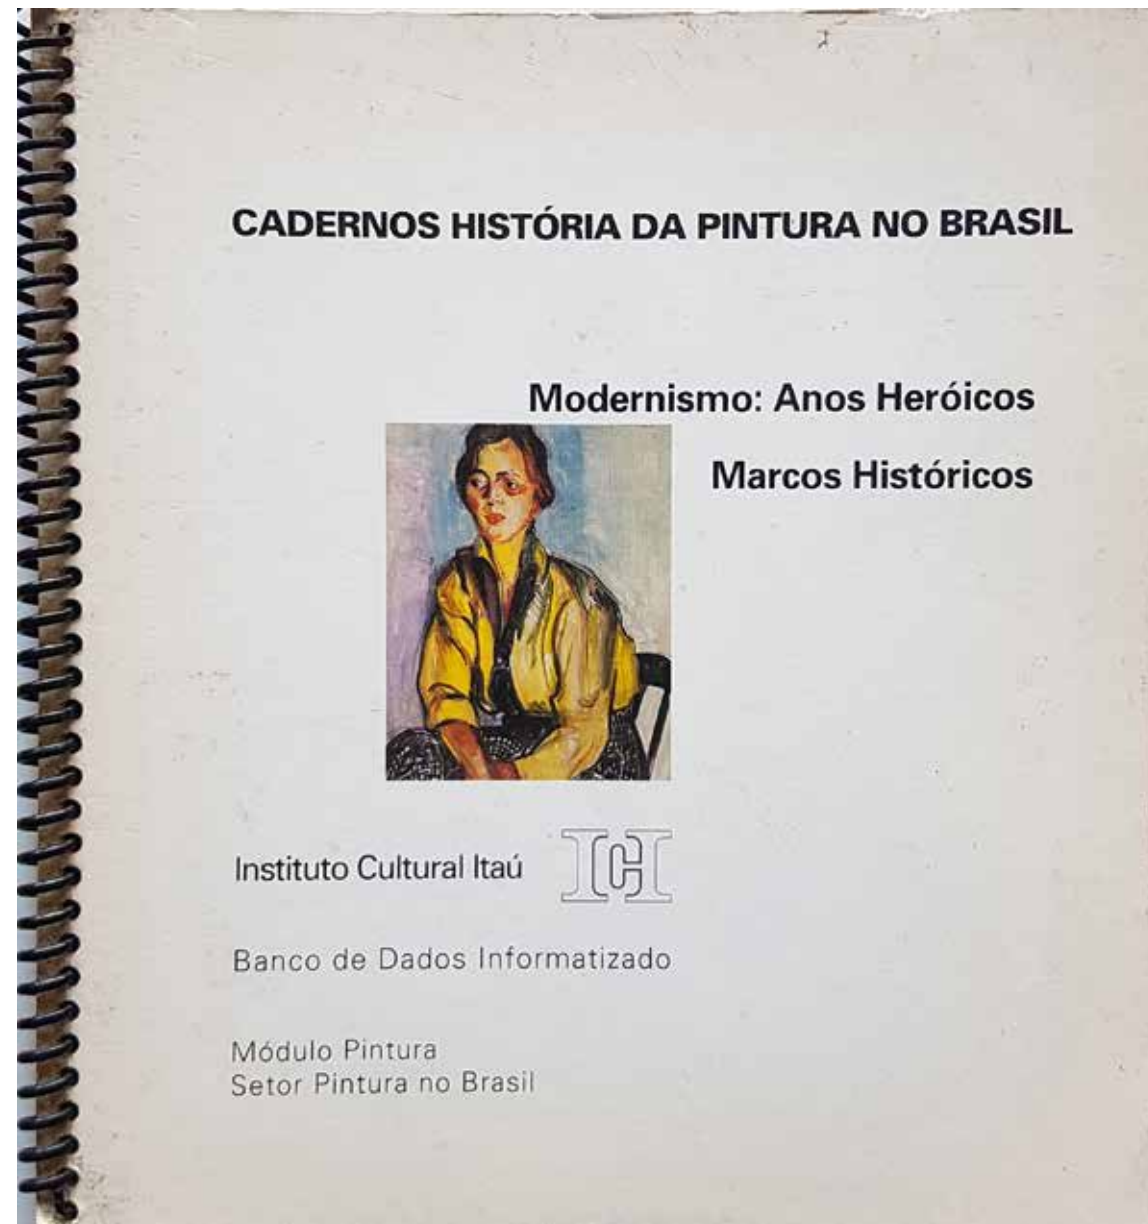 CADERNOS HISTÓRIA DA PINTURA NO BRASIL
Modernismo: Anos Heróicos
Marcos Históricos
Instituto Cultural Itaú
ICI
Banco de Dados Informatizado
Módulo Pintura
Setor Pintura no Brasil